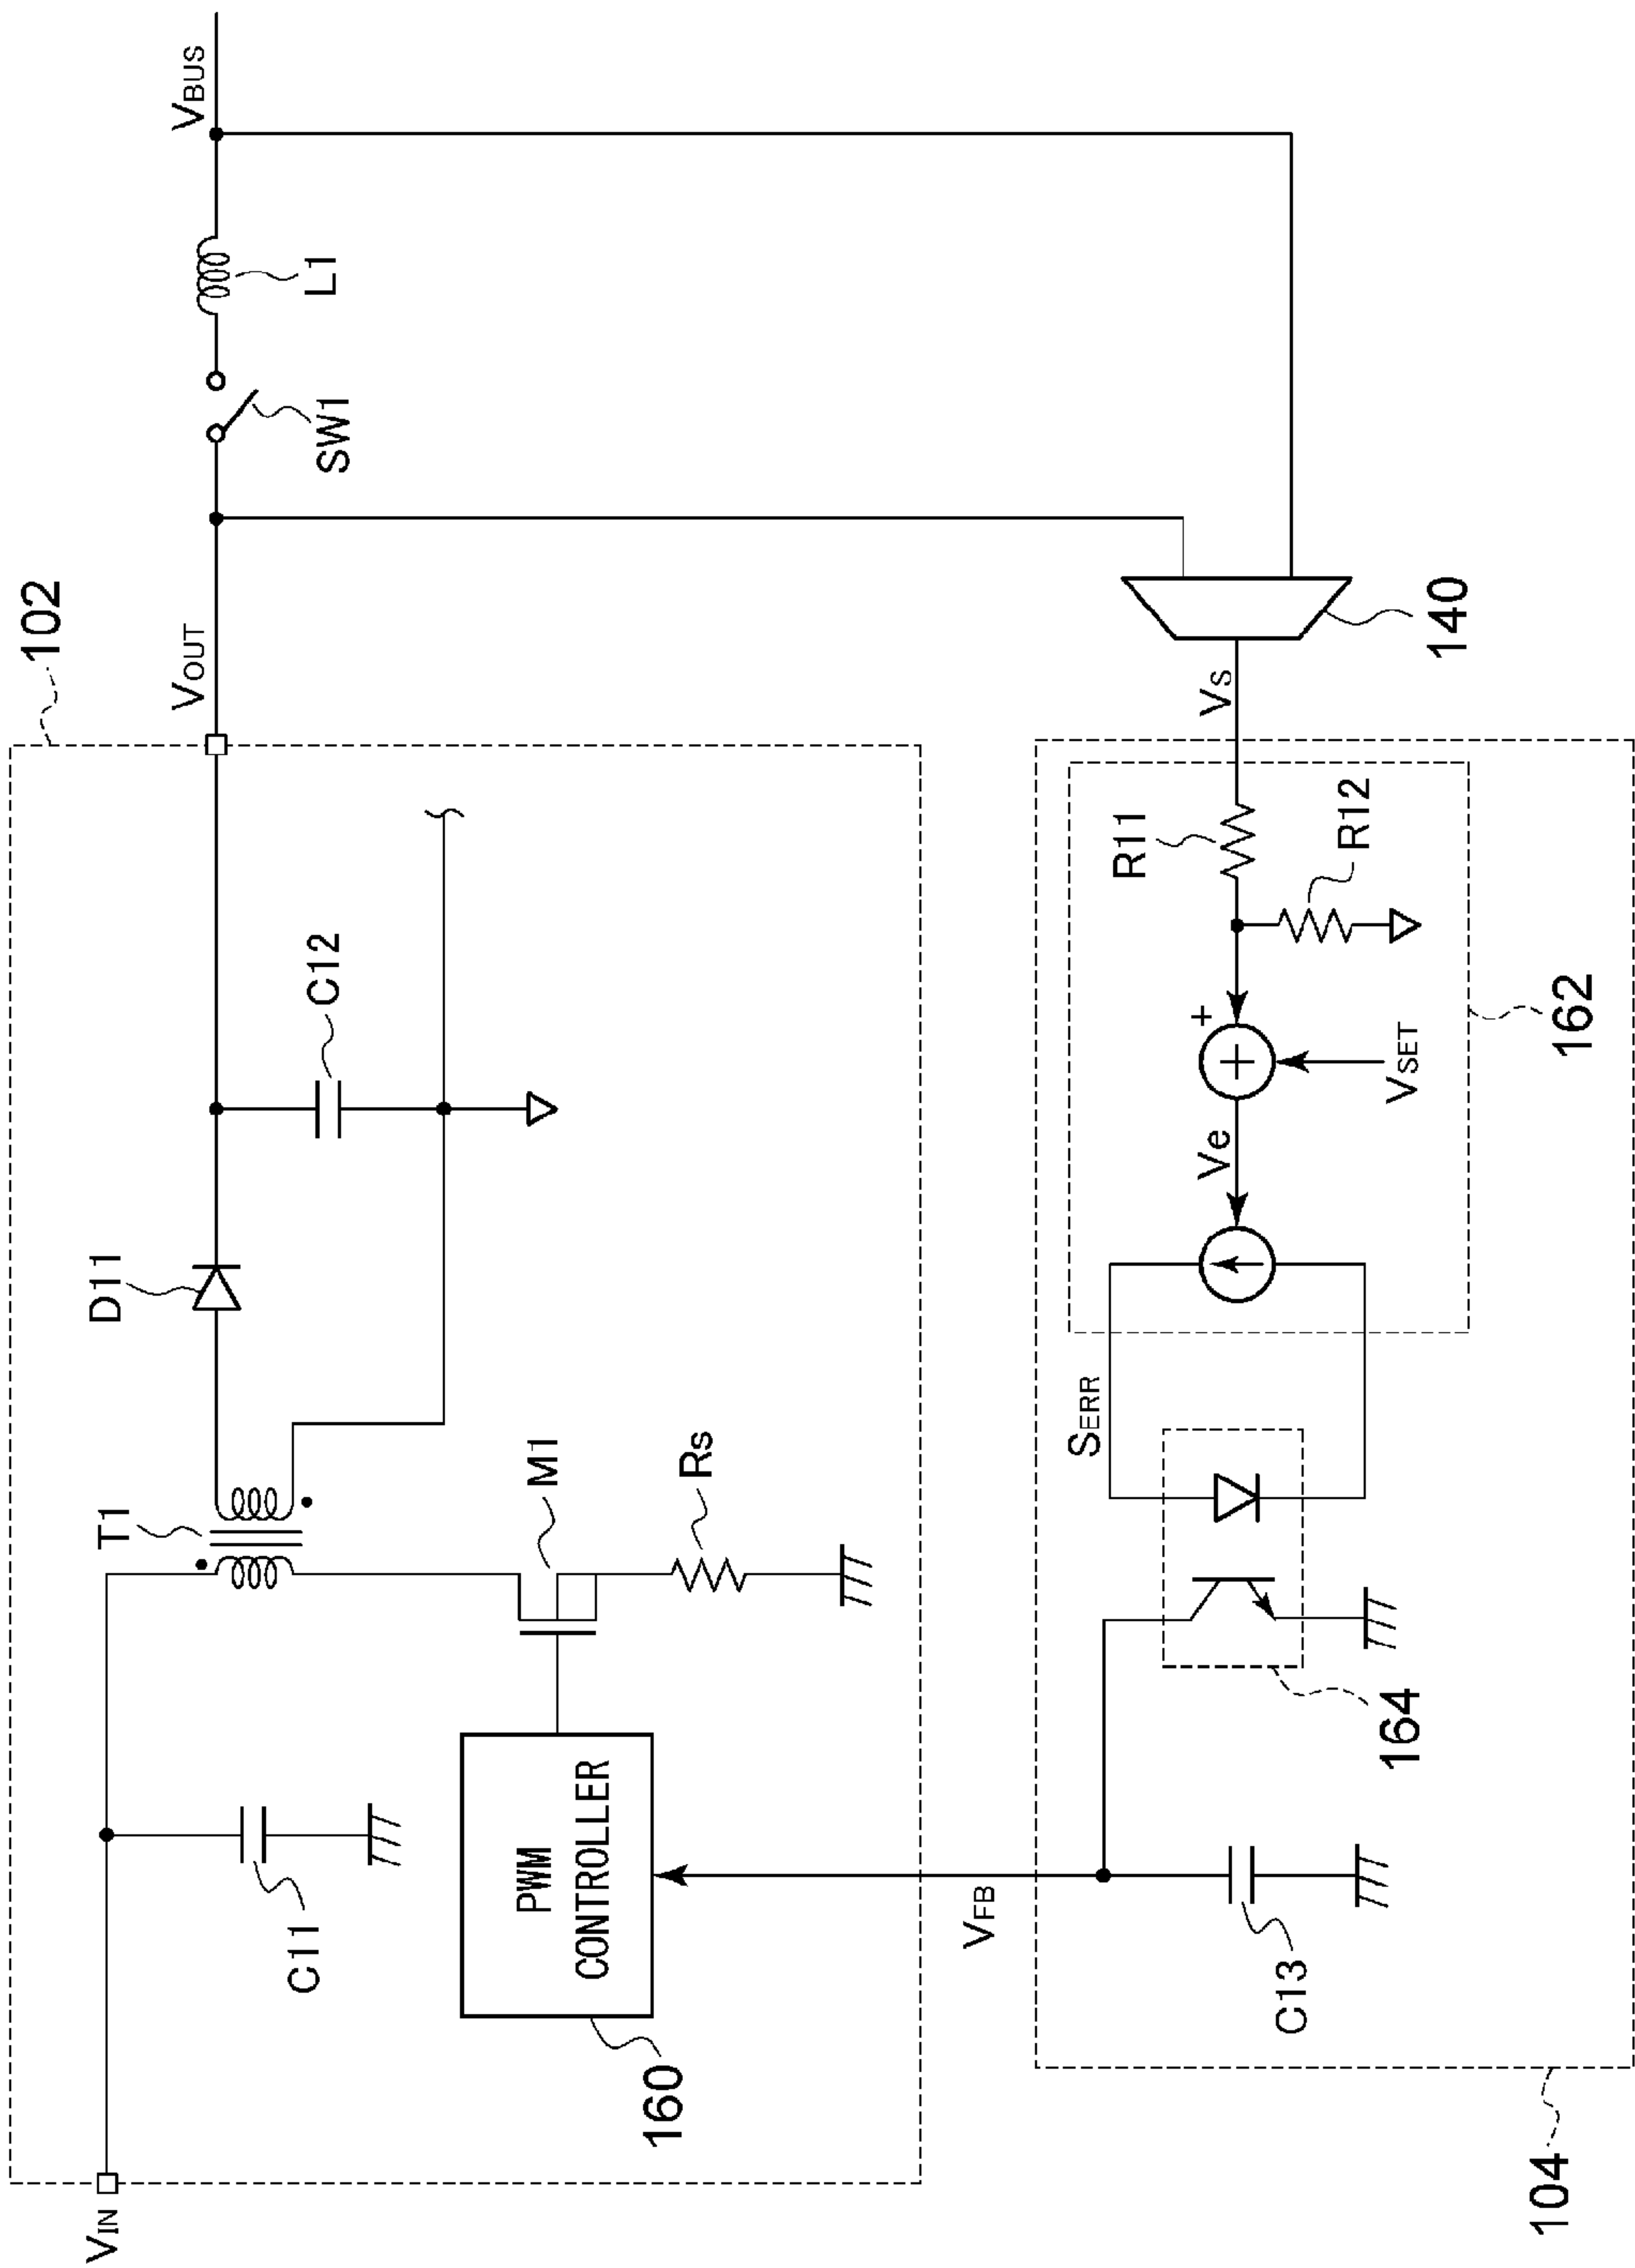 102
VIN
C11
T1
D11
C12
VOUT
SW1
L1
VBUS
M1
Rs
PWM
CONTROLLER
160
VFB
104
C13
164
SERR
Ve
+
VSET
R11
R12
162
Vs
140